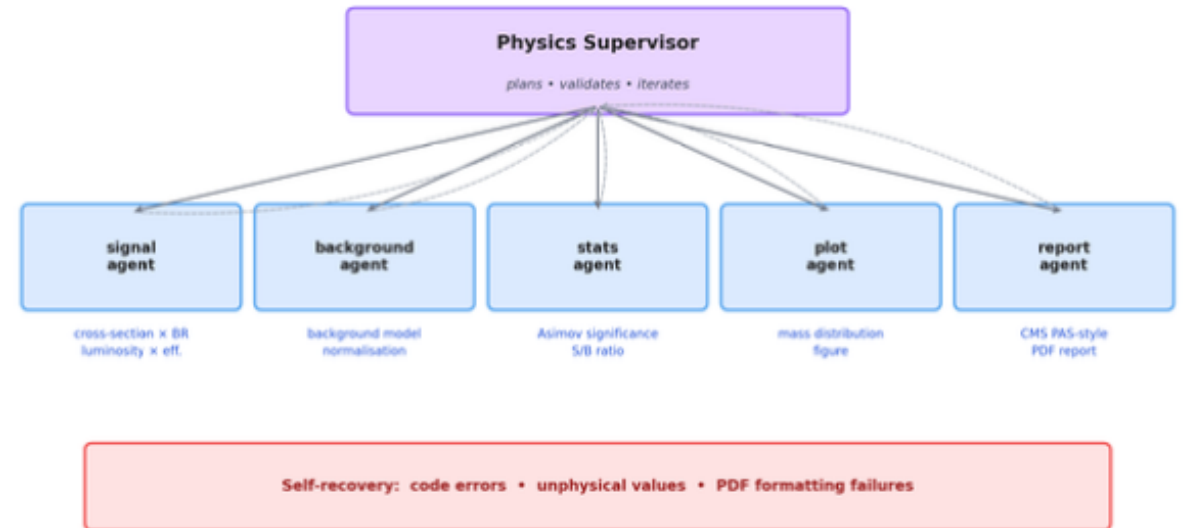 Physics Supervisor
plans • validates • iterates
signal
agent
background
agent
stats
agent
plot
agent
report
agent
cross-section × BR
luminosity × eff.
background model
normalisation
Asimov significance
S/B ratio
mass distribution
figure
CMS PAS-style
PDF report
Self-recovery: code errors • unphysical values • PDF formatting failures